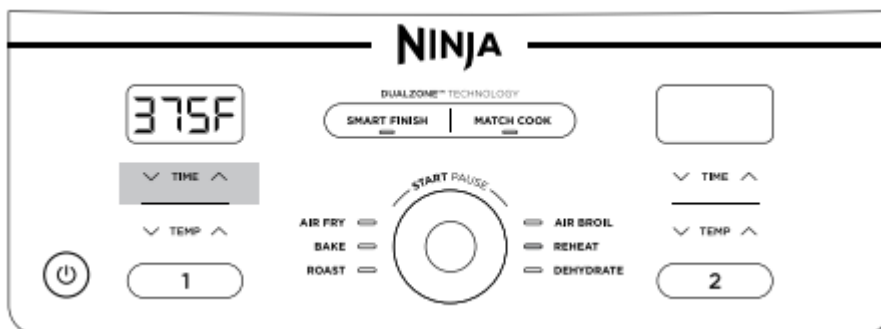 NINJA
DUALZONE™ TECHNOLOGY
375F
SMART FINISH MATCH COOK
TIME
TEMP
1
START PAUSE
AIR FRY
BAKE
ROAST
AIR BROIL
REHEAT
DEHYDRATE
TIME
TEMP
2